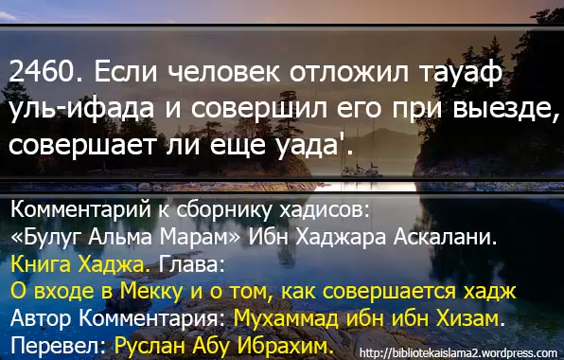 2460. Если человек отложил тауаф
уль-ифада и совершил его при выезде,
совершает ли еще уада'.
Комментарий к сборнику хадисов:
«Булуг Альма Марам» Ибн Хаджара Аскалани.
Книга Хаджа. Глава:
О входе в Мекку и о том, как совершается хадж
Автор Комментария: Мухаммад ибн ибн Хизам.
Перевел: Руслан Абу Ибрахим. http://bibliotekaislama2.wordpress.com